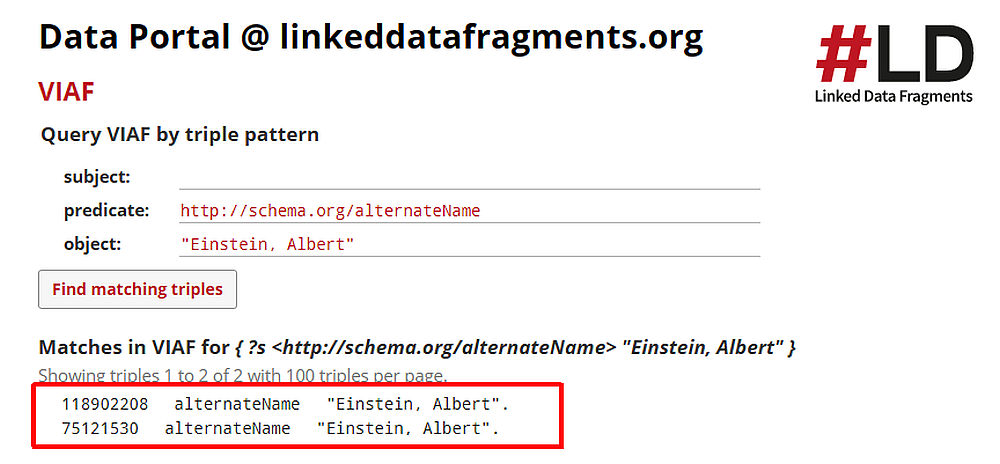 Data Portal @ linkeddatafragments.org
#LD
Linked Data Fragments
VIAF
Query VIAF by triple pattern
subject:
predicate: http://schema.org/alternateName
object: "Einstein, Albert"
Find matching triples
Matches in VIAF for { ?s <http://schema.org/alternateName> "Einstein, Albert" }
Showing triples 1 to 2 of 2 with 100 triples per page.
118902208 alternateName "Einstein, Albert".
75121530 alternateName "Einstein, Albert".